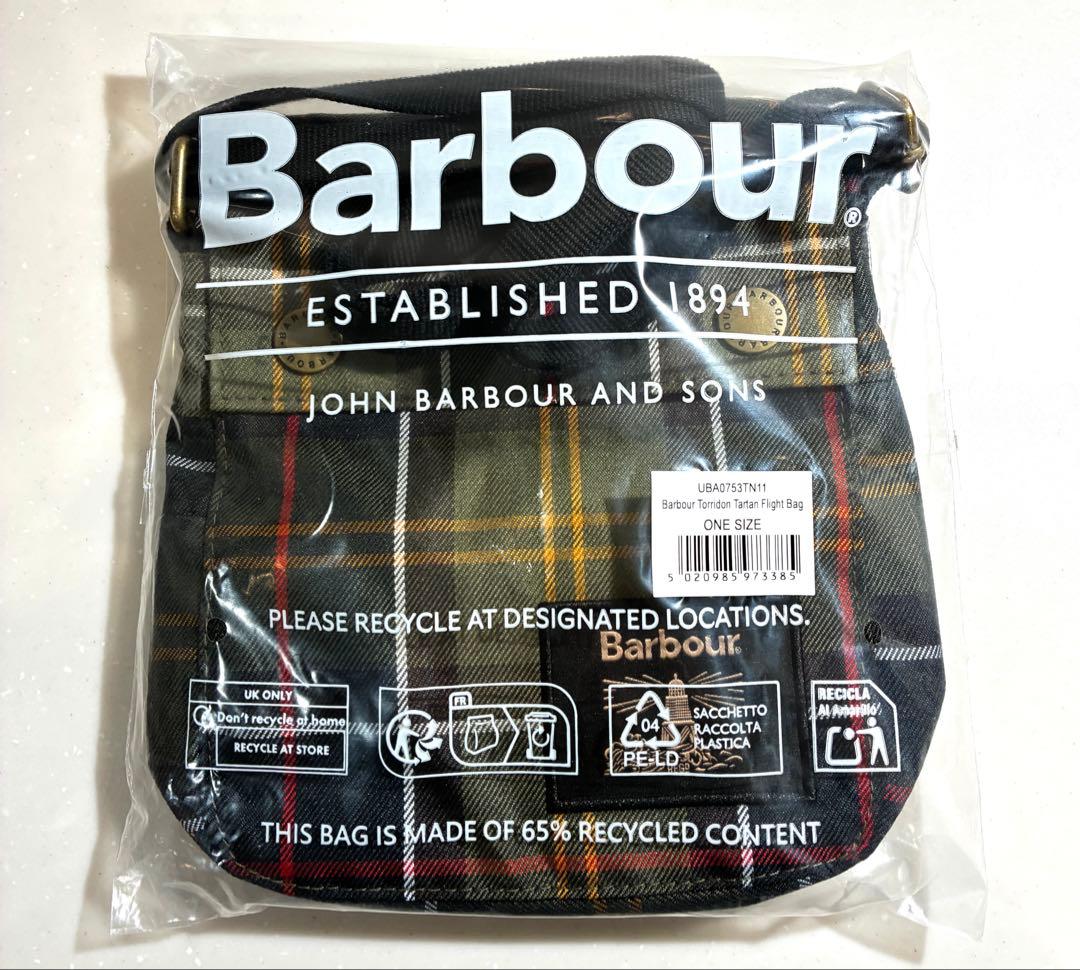 Barbour®
ESTABLISHED 1894
JOHN BARBOUR AND SONS
UBA0753TN11
Barbour Torridon Tartan Flight Bag
ONE SIZE
5 020985 973385
PLEASE RECYCLE AT DESIGNATED LOCATIONS.
Barbour®
UK ONLY
Don't recycle at home
RECYCLE AT STORE
FR
04
PE-LD
SACCHETTO
RACCOLTA
PLASTICA
RECICLA
Al Amarillo
THIS BAG IS MADE OF 65% RECYCLED CONTENT